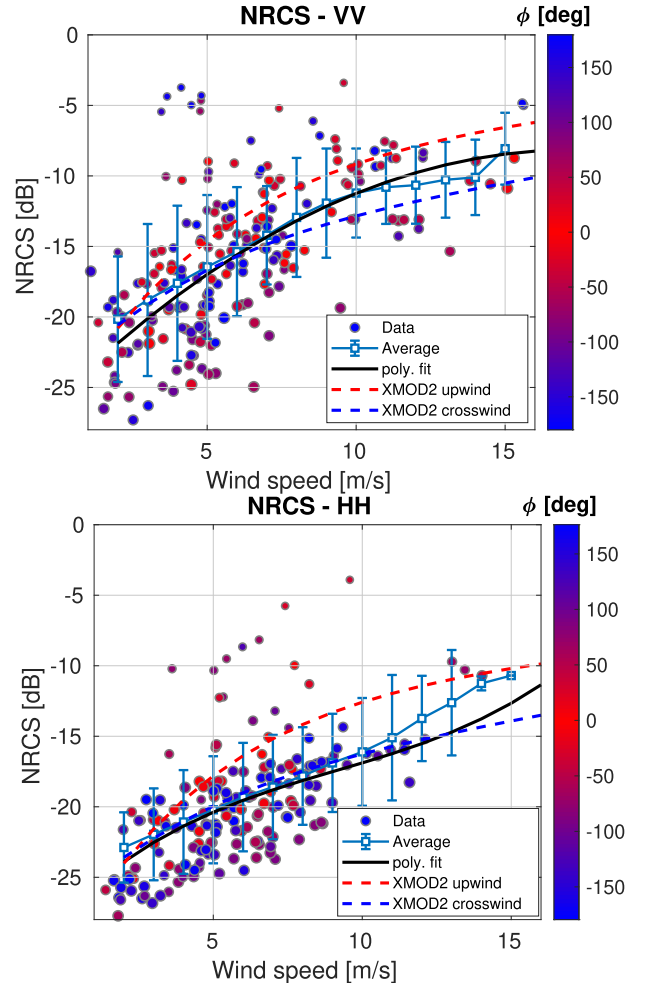 NRCS - VV
ϕ [deg]
0
-5
-10
-15
-20
-25
NRCS [dB]
5
10
15
Wind speed [m/s]
Data
Average
poly. fit
XMOD2 upwind
XMOD2 crosswind
150
100
50
0
-50
-100
-150
NRCS - HH
ϕ [deg]
0
-5
-10
-15
-20
-25
NRCS [dB]
5
10
15
Wind speed [m/s]
Data
Average
poly. fit
XMOD2 upwind
XMOD2 crosswind
150
100
50
0
-50
-100
-150